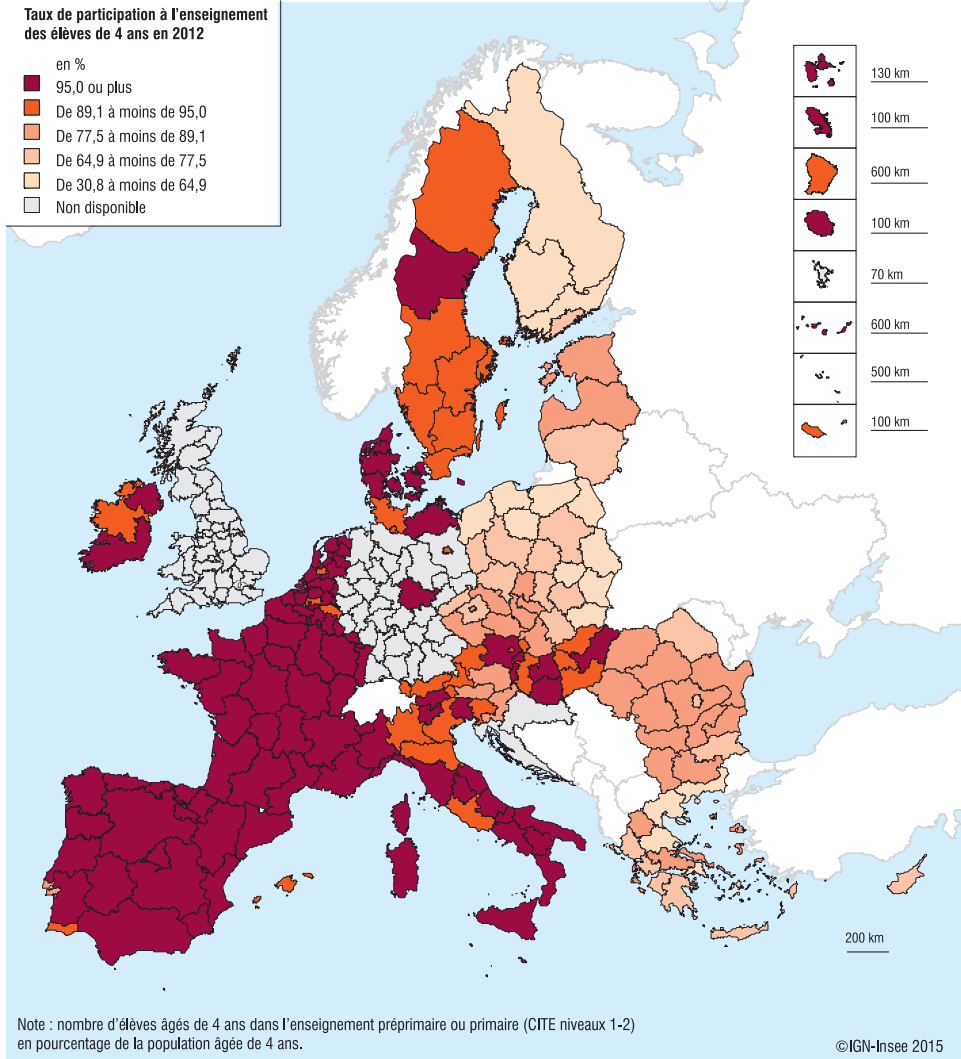 Taux de participation à l'enseignement
des élèves de 4 ans en 2012
en %
95,0 ou plus
De 89,1 à moins de 95,0
De 77,5 à moins de 89,1
De 64,9 à moins de 77,5
De 30,8 à moins de 64,9
Non disponible
130 km
100 km
600 km
100 km
70 km
600 km
500 km
100 km
200 km
Note : nombre d'élèves âgés de 4 ans dans l'enseignement préprimaire ou primaire (CITE niveaux 1-2)
en pourcentage de la population âgée de 4 ans.
©IGN-Insee 2015